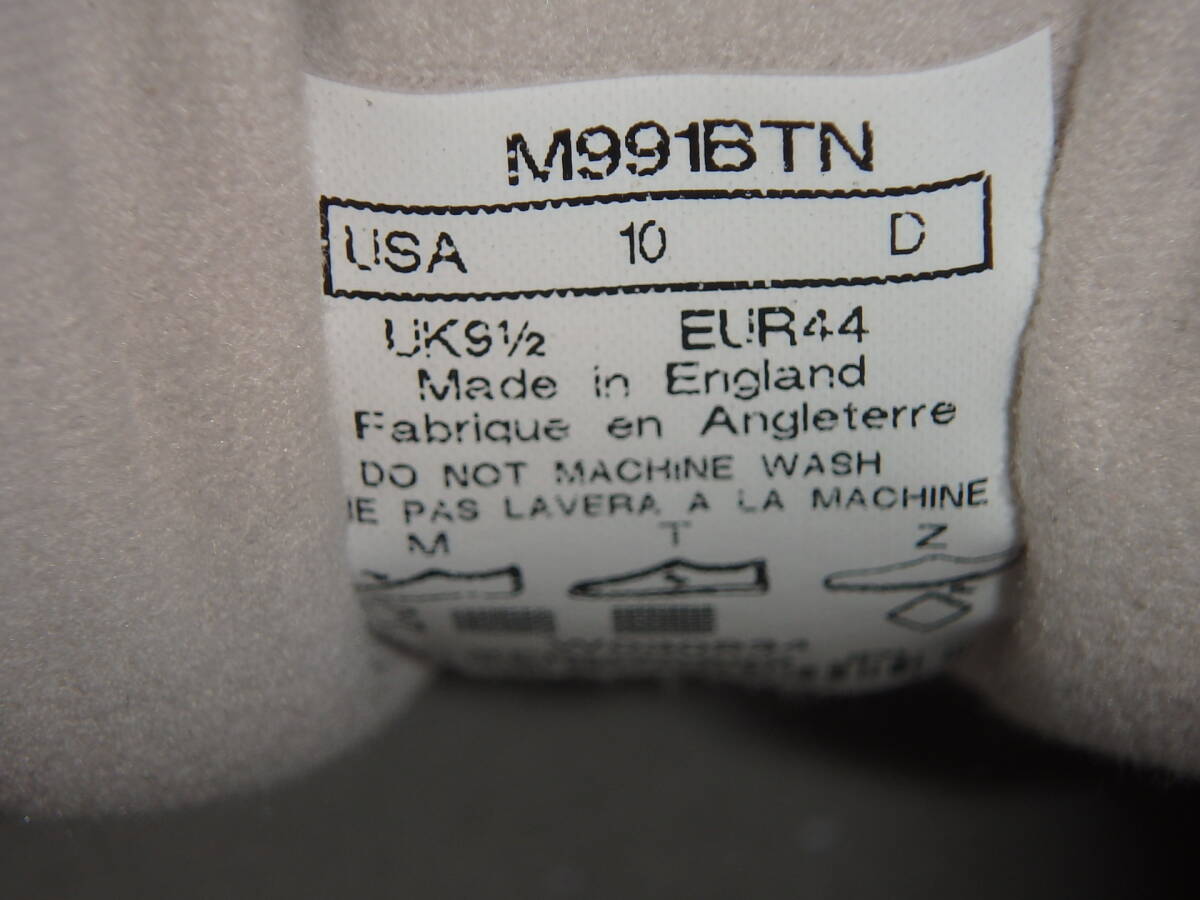 M991BTN
USA 10 D
UK9½ EUR44
Made in England
Fabrique en Angleterre
DO NOT MACHINE WASH
NE PAS LAVERA A LA MACHINE
M T Z